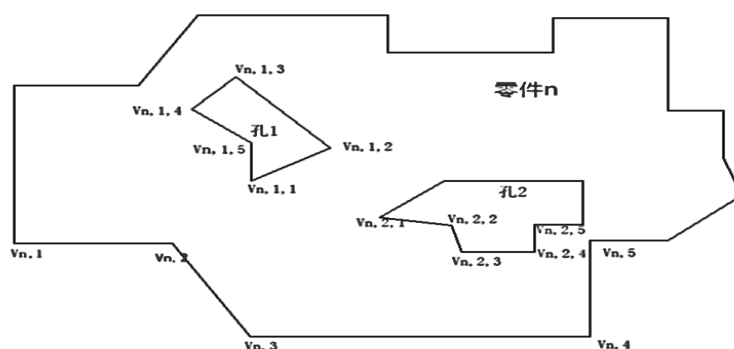 Vn,1,3
零件n
Vn,1,4
孔1
Vn,1,5
Vn,1,2
Vn,1,1
孔2
Vn,2,1
Vn,2,2
Vn,2,5
Vn,1
Vn,2
Vn,2,3
Vn,2,4
Vn,5
Vn,3
Vn,4